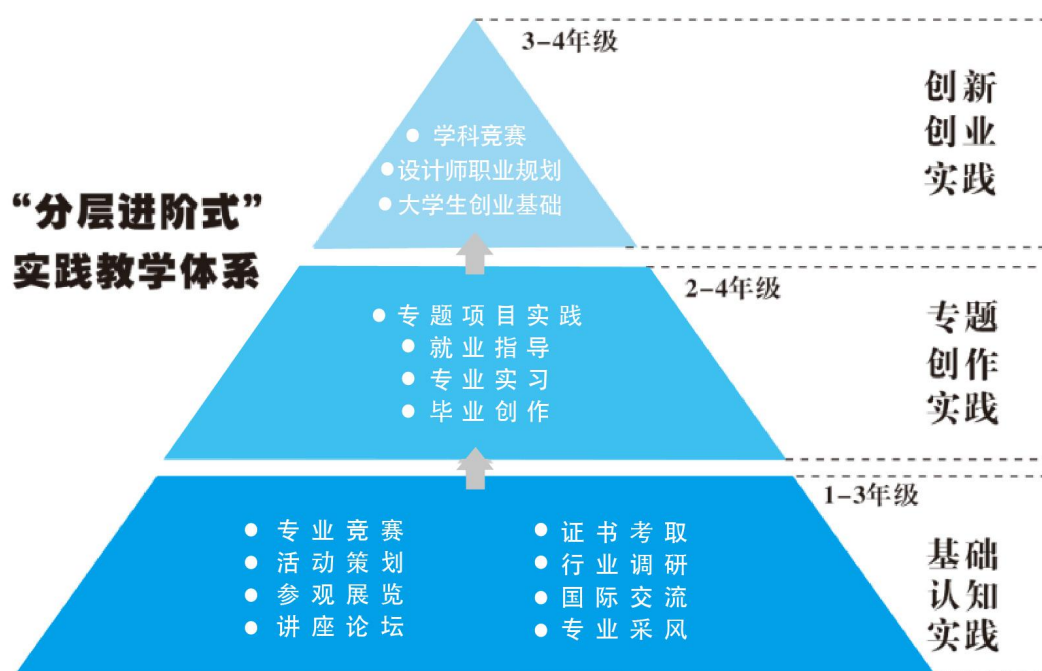 “分层进阶式”
实践教学体系
3-4年级
创新
创业
实践
学科竞赛
设计师职业规划
大学生创业基础
2-4年级
专题
创作
实践
专题项目实践
就业指导
专业实习
毕业创作
1-3年级
基础
认知
实践
专业竞赛
活动策划
参观展览
讲座论坛
证书考取
行业调研
国际交流
专业采风